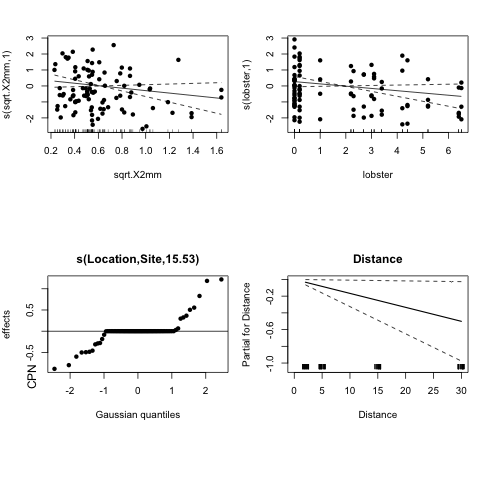 s(sqrt.X2mm,1)
3
2
1
0
-2
0.2 0.4 0.6 0.8 1.0 1.2 1.4 1.6
sqrt.X2mm
s(lobster,1)
3
2
1
0
-2
0 1 2 3 4 5 6
lobster
s(Location,Site,15.53)
effects
CPN
0.5
-0.5
-2 -1 0 1 2
Gaussian quantiles
Distance
Partial for Distance
-0.2
-0.6
-1.0
0 5 10 15 20 25 30
Distance